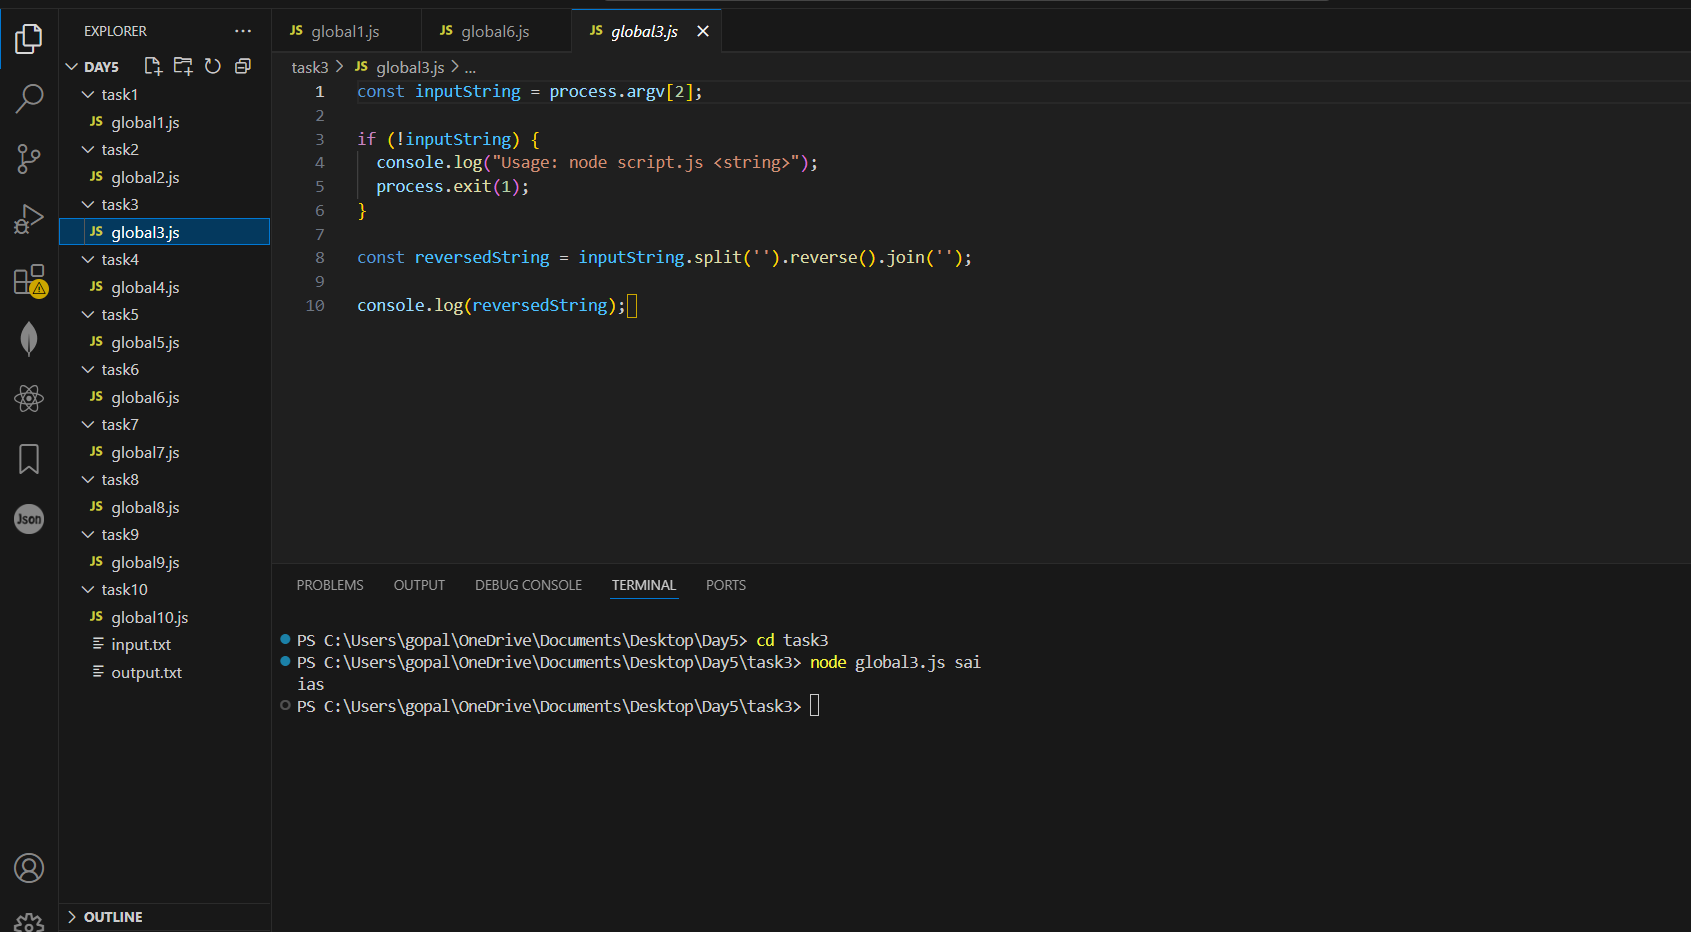 EXPLORER
DAY5
task1
JS global1.js
task2
JS global2.js
task3
JS global3.js
task4
JS global4.js
task5
JS global5.js
task6
JS global6.js
task7
JS global7.js
task8
JS global8.js
task9
JS global9.js
task10
JS global10.js
input.txt
output.txt
OUTLINE
Json
JS global1.js JS global6.js JS global3.js
task3 > JS global3.js > ...
1 const inputString = process.argv[2];
2
3 if (!inputString) {
4 console.log("Usage: node script.js <string>");
5 process.exit(1);
6 }
7
8 const reversedString = inputString.split('').reverse().join('');
9
10 console.log(reversedString);
PROBLEMS OUTPUT DEBUG CONSOLE TERMINAL PORTS
PS C:\Users\gopal\OneDrive\Documents\Desktop\Day5> cd task3
PS C:\Users\gopal\OneDrive\Documents\Desktop\Day5\task3> node global3.js sai
ias
PS C:\Users\gopal\OneDrive\Documents\Desktop\Day5\task3>